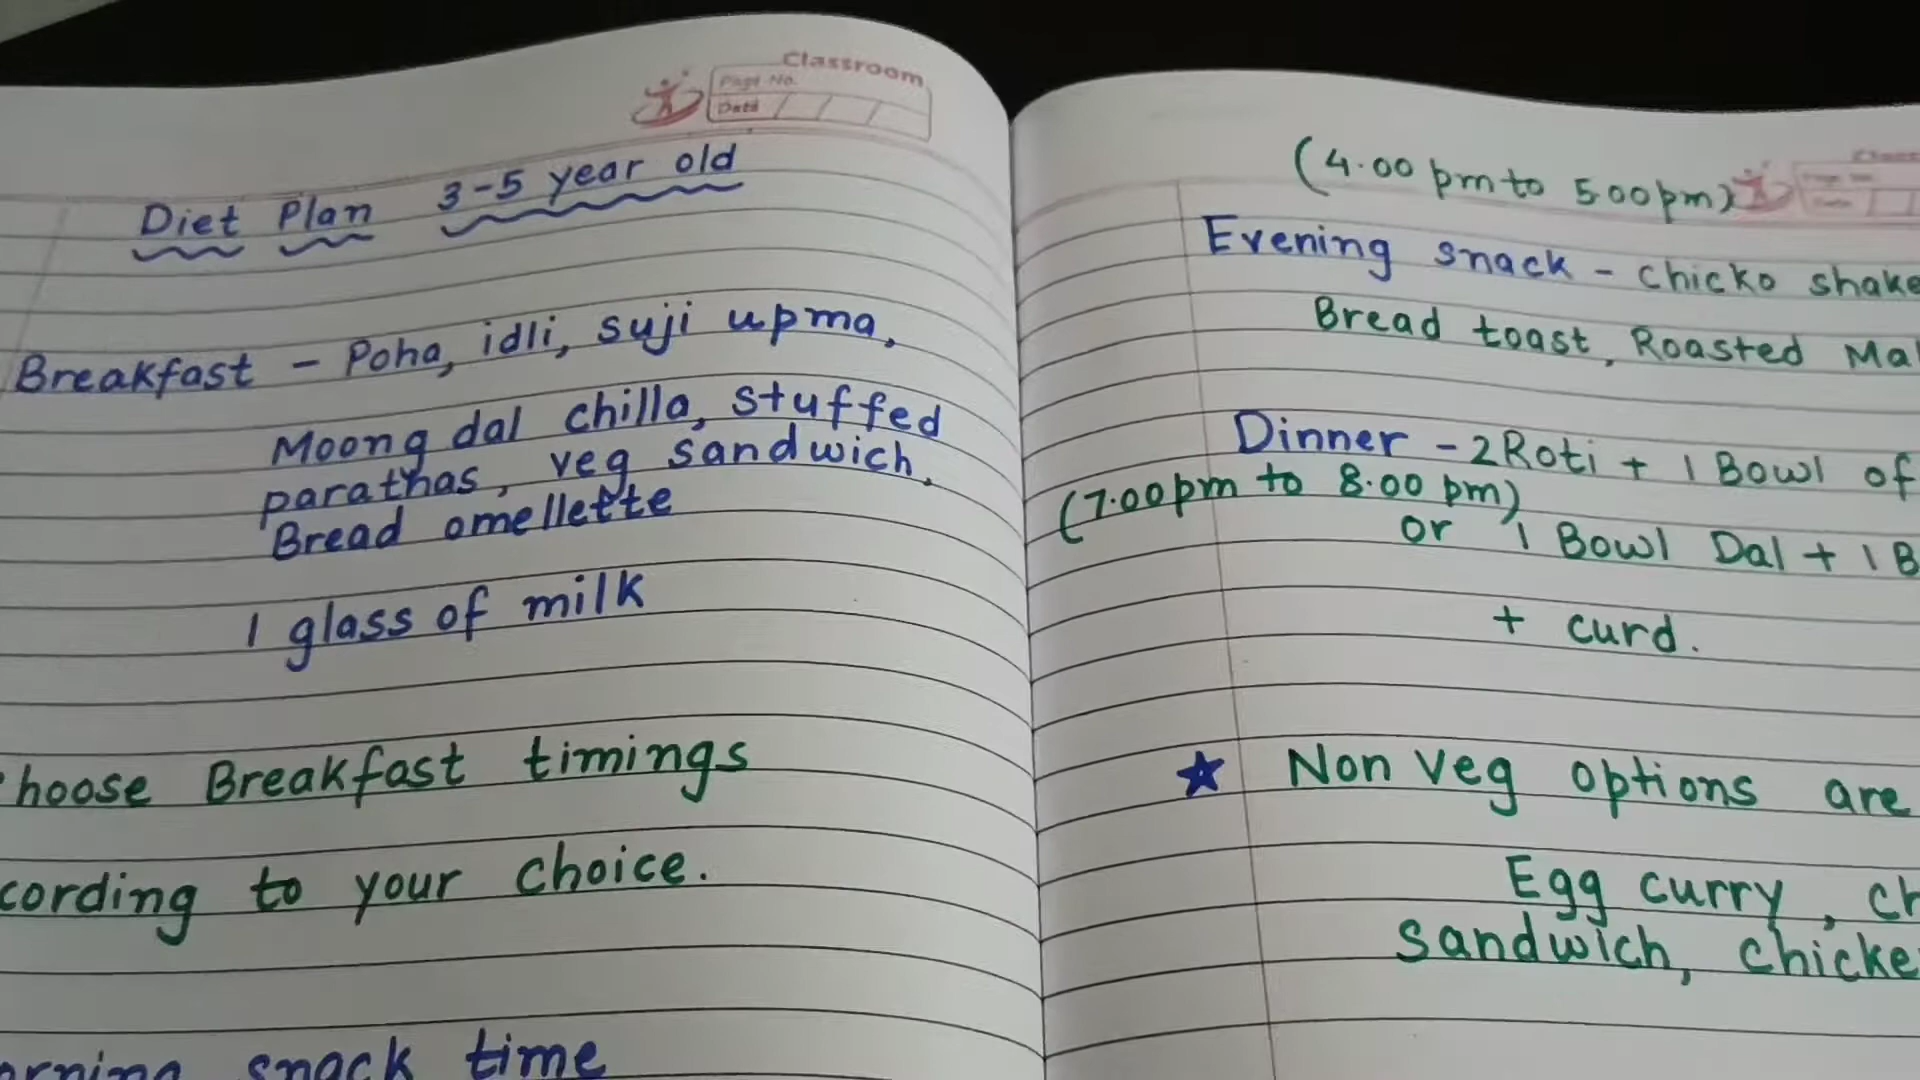 Classroom
Page No.
Date
Diet Plan 3-5 year old
Breakfast - Poha, idli, suji upma,
Moong dal chilla, stuffed
parathas, veg sandwich,
Bread omellette
1 glass of milk
hoose Breakfast timings
cording to your choice.
orning snack time
(4.00 pm to 5.00 pm)
Evening snack - chicko shake
Bread toast, Roasted Ma
Dinner - 2 Roti + 1 Bowl of
(7.00 pm to 8.00 pm)
or 1 Bowl Dal + 1 B
+ curd.
★ Non veg options are
Egg curry, ch
sandwich, chicke